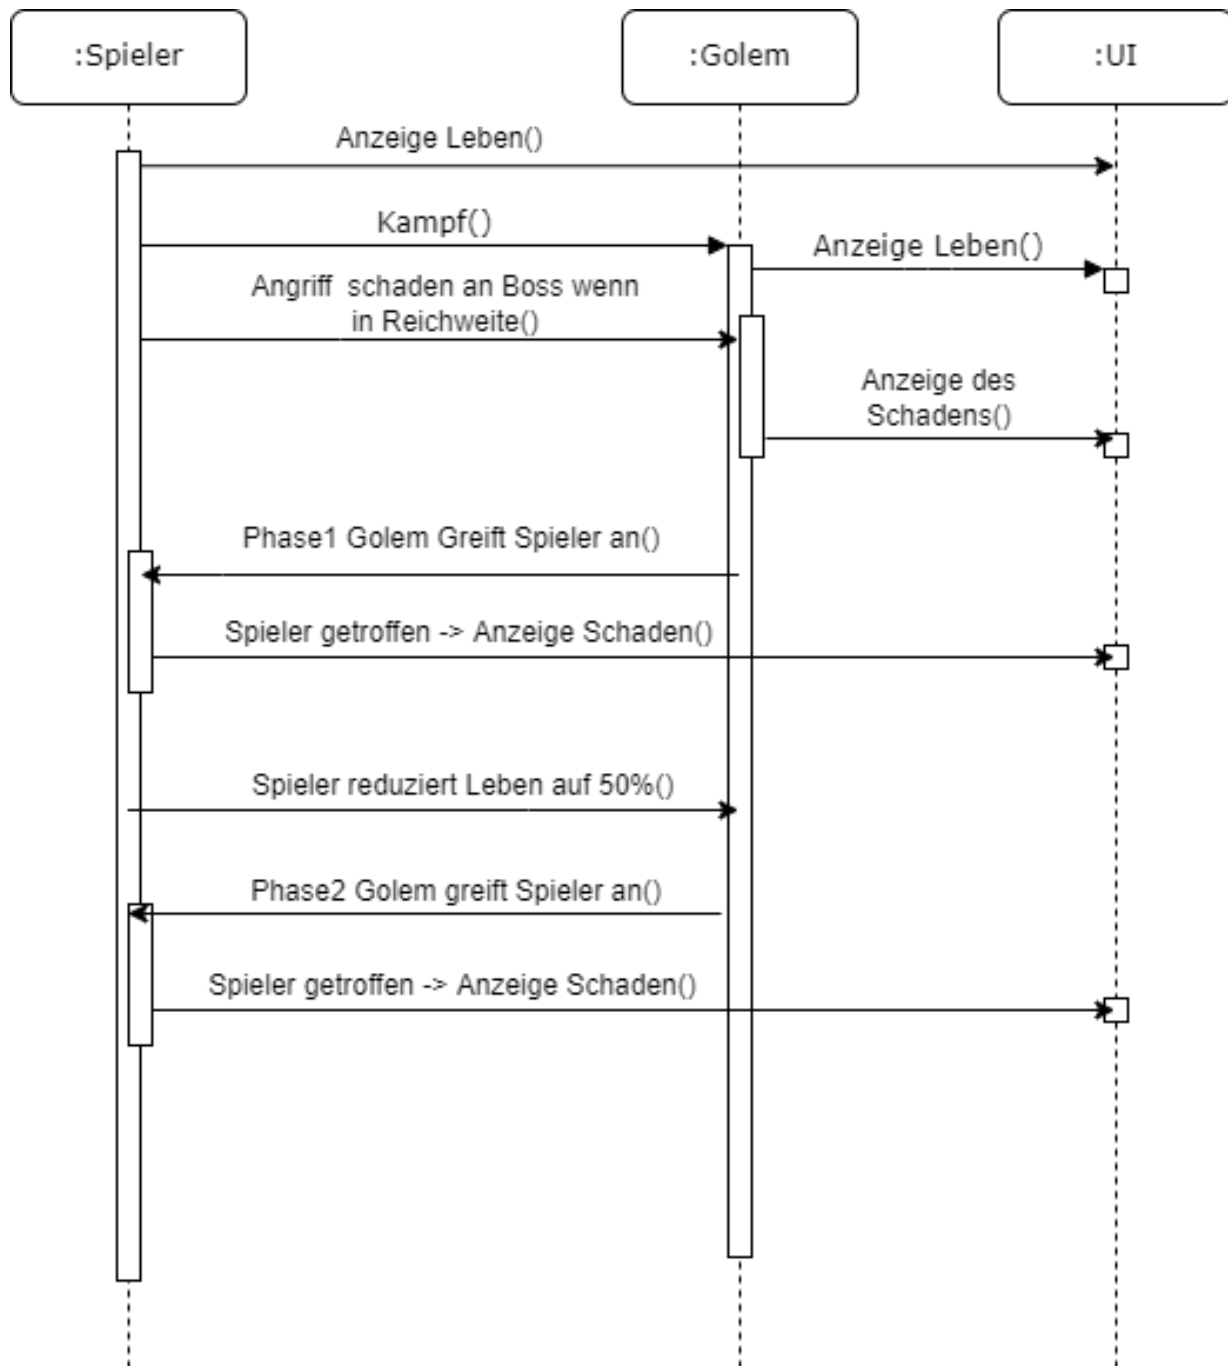 :Spieler
:Golem
:UI
Anzeige Leben()
Kampf()
Anzeige Leben()
Angriff schaden an Boss wenn
in Reichweite()
Anzeige des
Schadens()
Phase1 Golem Greift Spieler an()
Spieler getroffen -> Anzeige Schaden()
Spieler reduziert Leben auf 50%()
Phase2 Golem greift Spieler an()
Spieler getroffen -> Anzeige Schaden()